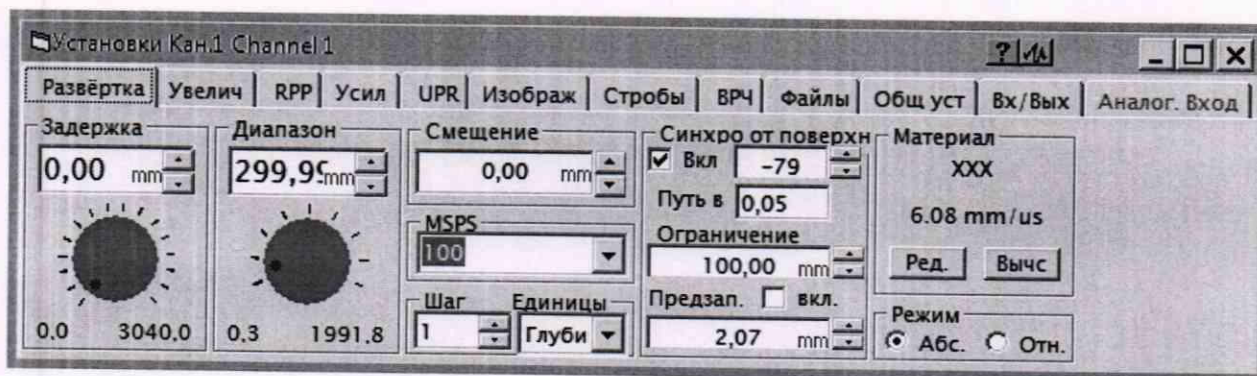 Установки Кан.1 Channel 1
Развёртка Увелич RPP Усил UPR Изображ Стробы ВРЧ Файлы Общ уст Вх/Вых Аналог. Вход
Задержка
0,00 mm
0.0 3040.0
Диапазон
299,99 mm
0.3 1991.8
Смещение
0,00 mm
MSPS
100
Шаг
1
Единицы
Глуби
Синхро от поверхн
Вкл -79
Путь в 0,05
Ограничение
100,00 mm
Предзап. вкл.
2,07 mm
Материал
XXX
6.08 mm/us
Ред. Вычс
Режим
Абс. Отн.